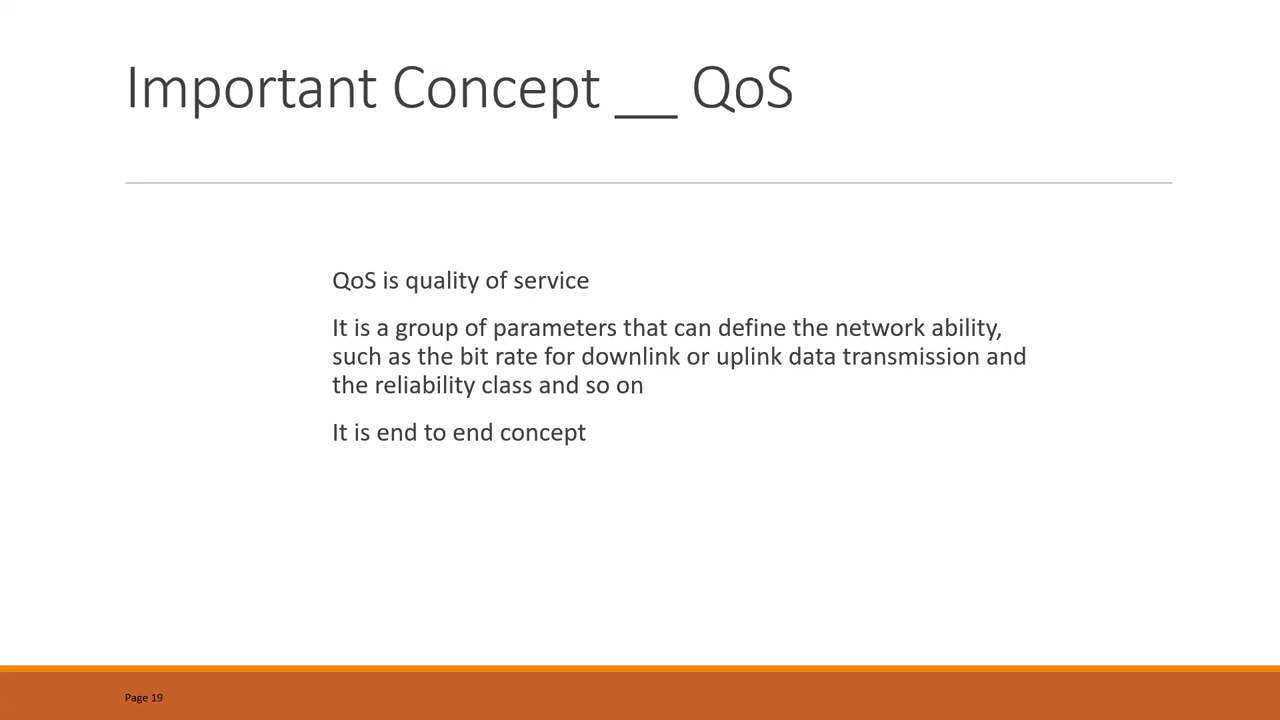 Important Concept __ QoS
QoS is quality of service
It is a group of parameters that can define the network ability,
such as the bit rate for downlink or uplink data transmission and
the reliability class and so on
It is end to end concept
Page 19